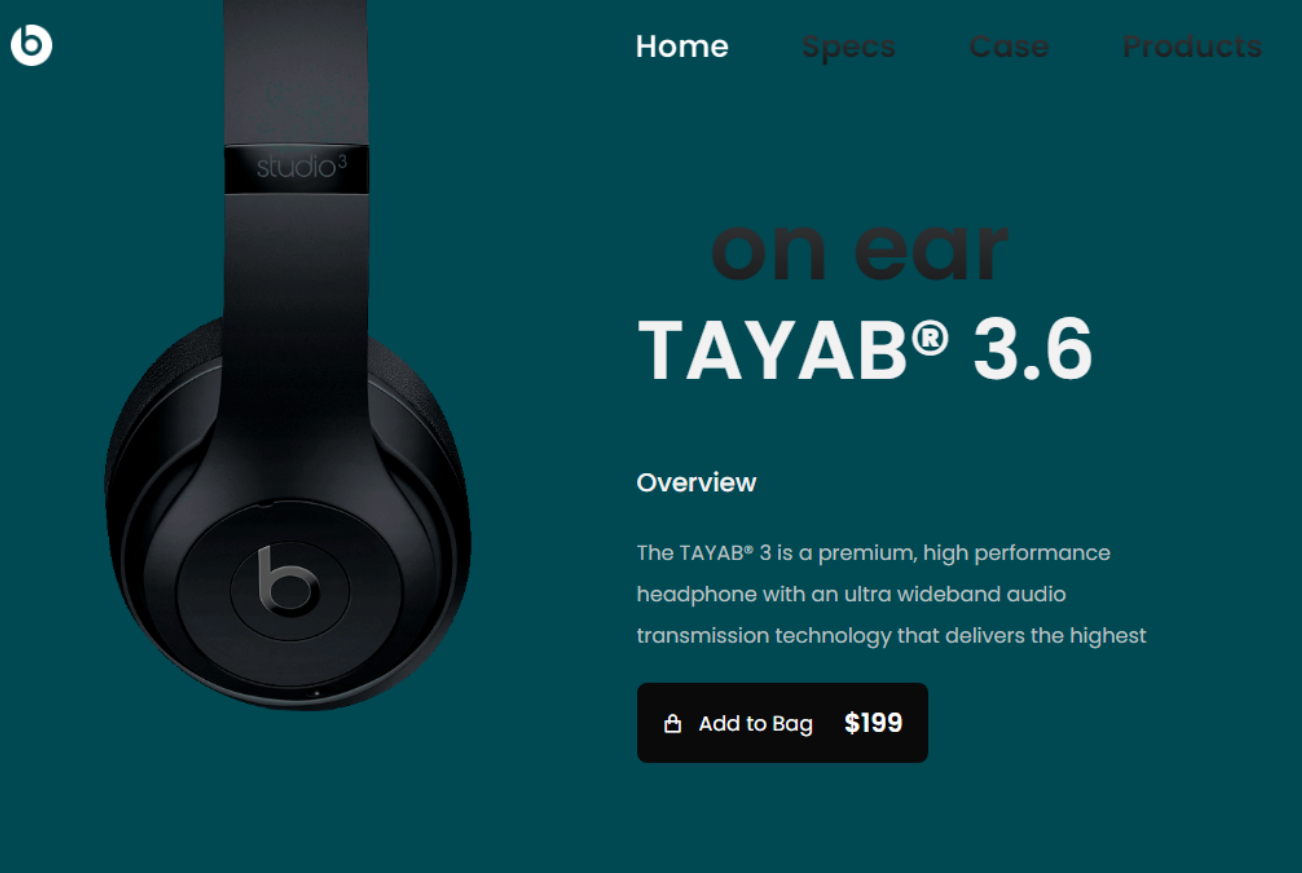 Home Specs Case Products
studio3
on ear
TAYAB® 3.6
Overview
The TAYAB® 3 is a premium, high performance
headphone with an ultra wideband audio
transmission technology that delivers the highest
Add to Bag $199